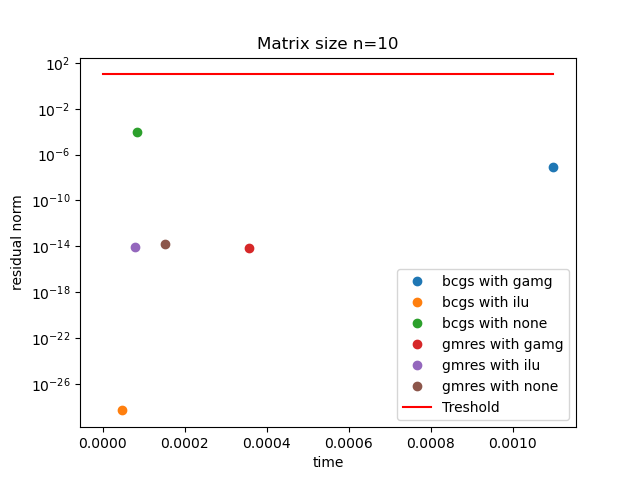 Matrix size n=10
10^2
10^-2
10^-6
10^-10
10^-14
10^-18
10^-22
10^-26
residual norm
bcgs with gamg
bcgs with ilu
bcgs with none
gmres with gamg
gmres with ilu
gmres with none
Treshold
0.0000 0.0002 0.0004 0.0006 0.0008 0.0010
time